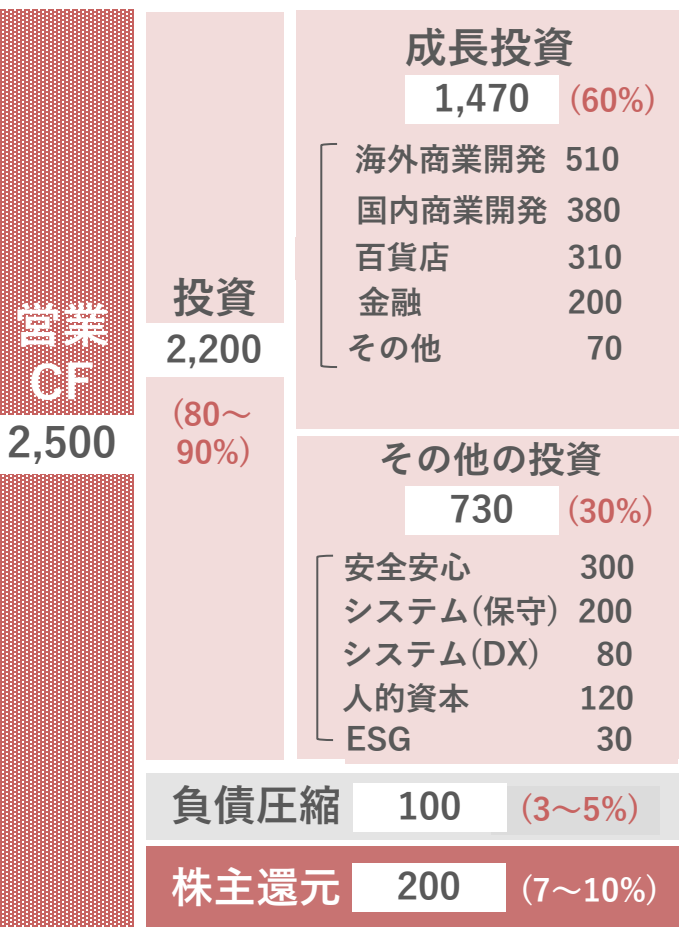 営業
CF
2,500
投資
2,200
(80～
90%)
成長投資
1,470 (60%)
海外商業開発 510
国内商業開発 380
百貨店 310
金融 200
その他 70
その他の投資
730 (30%)
安全安心 300
システム(保守) 200
システム(DX) 80
人的資本 120
ESG 30
負債圧縮 100 (3～5%)
株主還元 200 (7～10%)